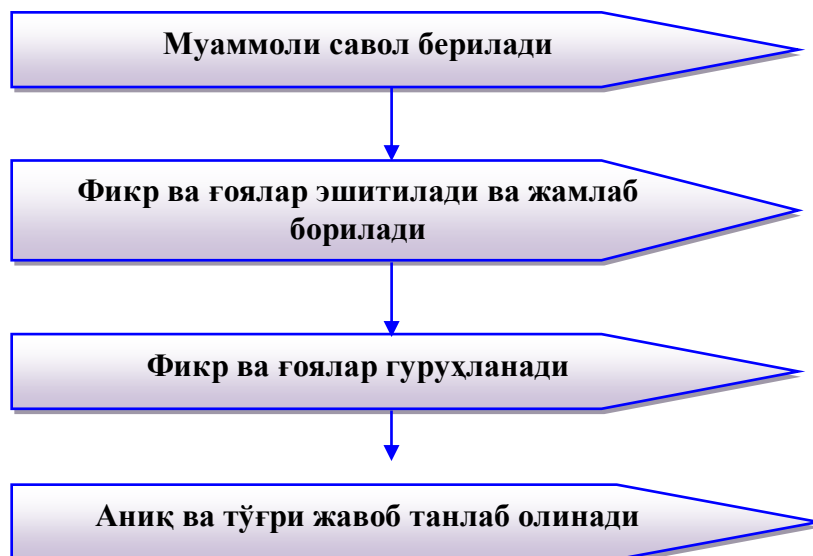 Муаммоли савол берилади
Фикр ва ғоялар эшитилади ва жамлаб
борилади
Фикр ва ғоялар гуруҳланади
Аниқ ва тўғри жавоб танлаб олинади